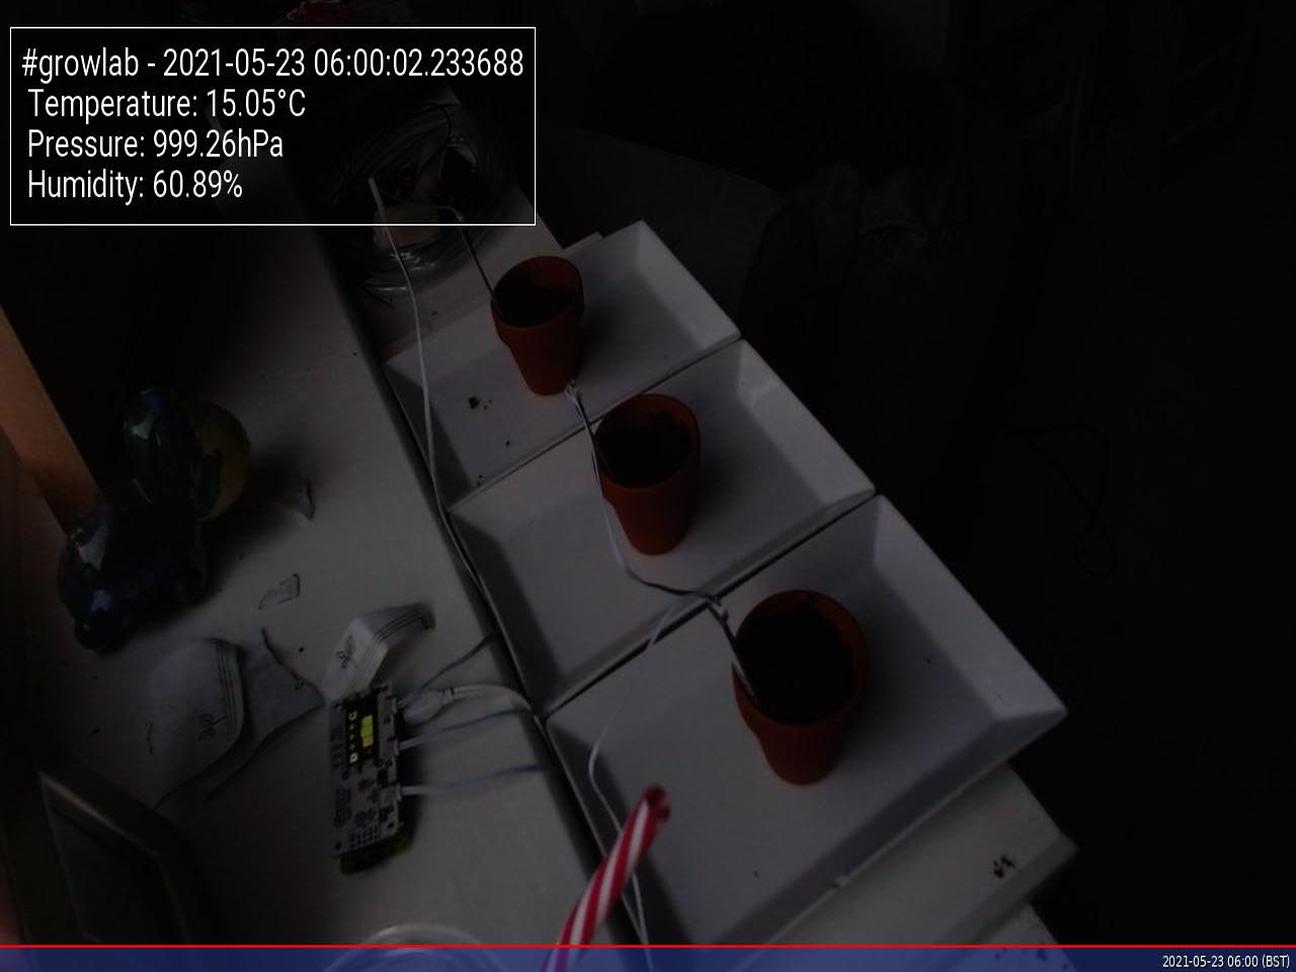 #growlab - 2021-05-23 06:00:02.233688
Temperature: 15.05°C
Pressure: 999.26hPa
Humidity: 60.89%
2021-05-23 06:00 (BST)